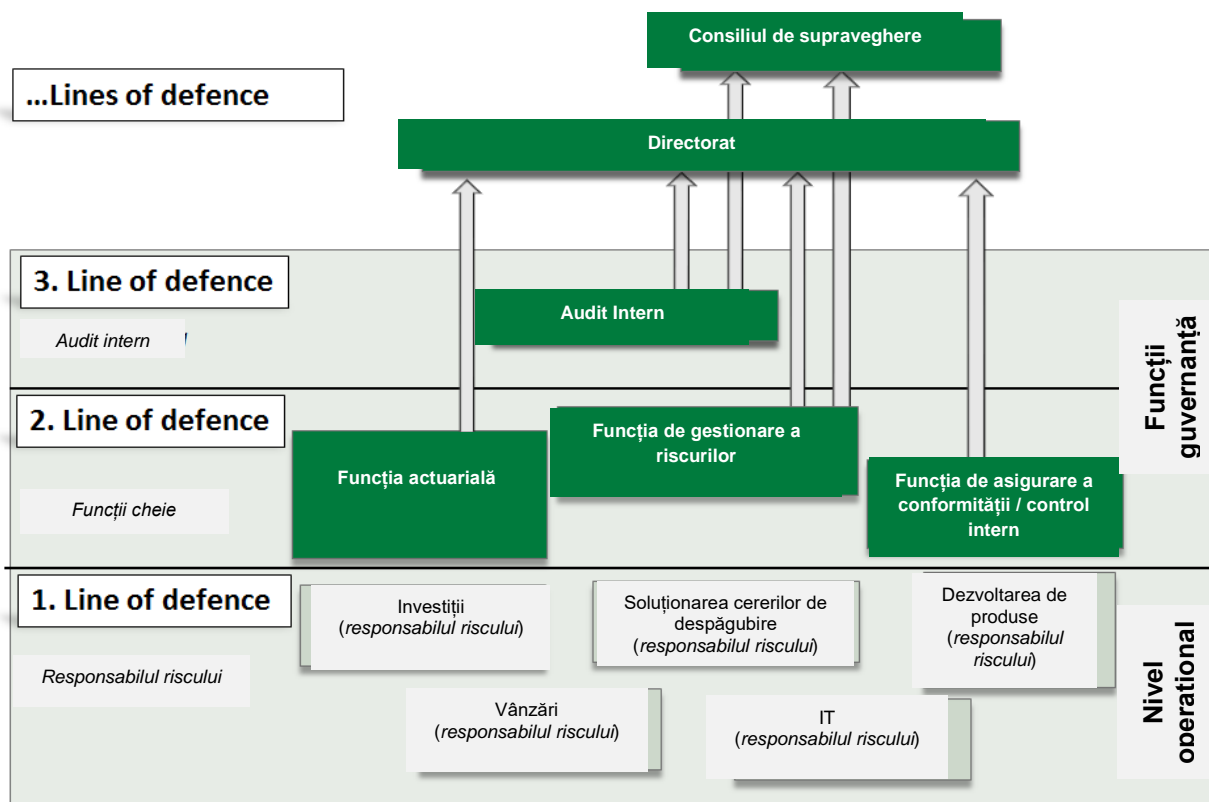 Consiliul de supraveghere
...Lines of defence
Directorat
3. Line of defence
Audit intern
Audit Intern
Funcții
guvernanță
2. Line of defence
Funcții cheie
Funcția actuarială
Funcția de gestionare a
riscurilor
Funcția de asigurare a
conformității / control
intern
1. Line of defence
Responsabilul riscului
Investiții
(responsabilul riscului)
Soluționarea cererilor de
despăgubire
(responsabilul riscului)
Dezvoltarea de
produse
(responsabilul
riscului)
Vânzări
(responsabilul riscului)
IT
(responsabilul riscului)
Nivel
operational